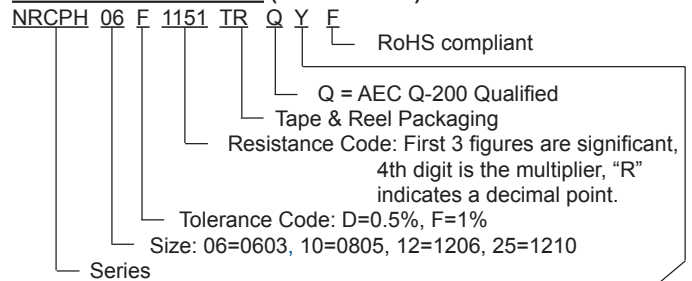 NRCPH 06 F 1151 TR Q Y F
RoHS compliant
Q = AEC Q-200 Qualified
Tape & Reel Packaging
Resistance Code: First 3 figures are significant,
4th digit is the multiplier, “R”
indicates a decimal point.
Tolerance Code: D=0.5%, F=1%
Size: 06=0603, 10=0805, 12=1206, 25=1210
Series